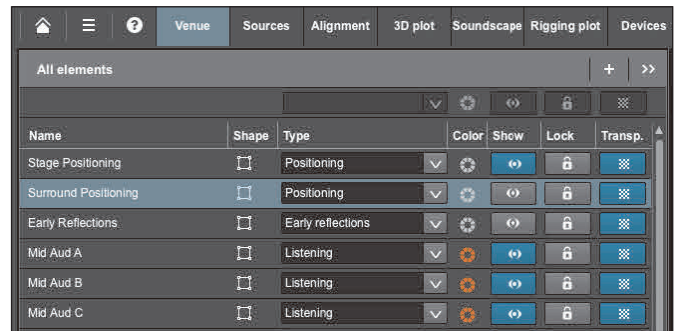 Venue Sources Alignment 3D plot Soundscape Rigging plot Devices
All elements
Name Shape Type Color Show Lock Transp.
Stage Positioning Positioning
Surround Positioning Positioning
Early Reflections Early reflections
Mid Aud A Listening
Mid Aud B Listening
Mid Aud C Listening